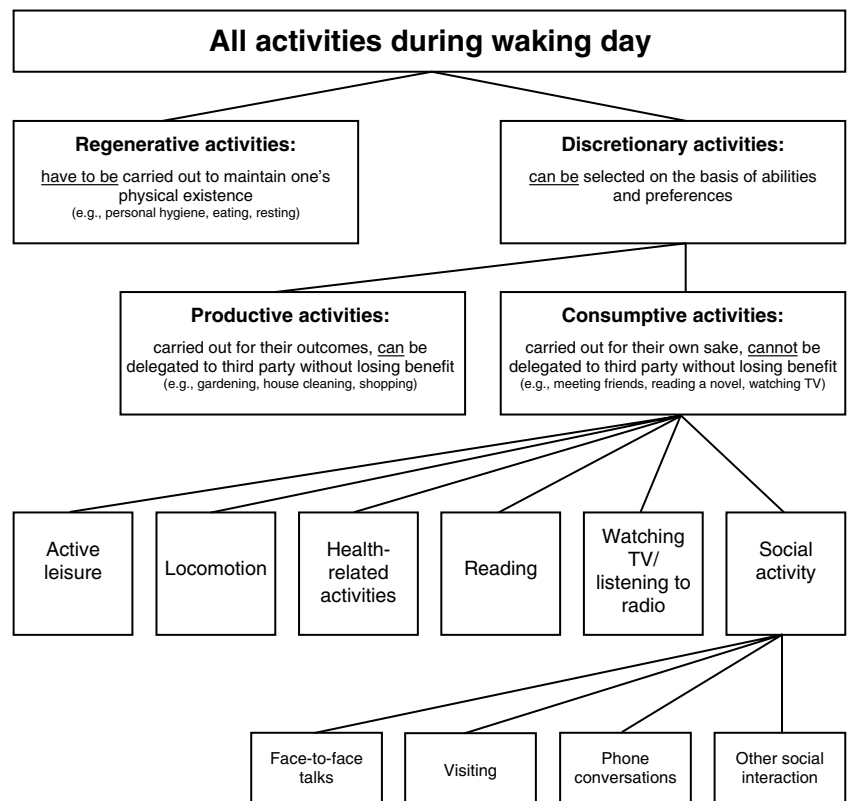 All activities during waking day
Regenerative activities:
have to be carried out to maintain one's
physical existence
(e.g., personal hygiene, eating, resting)
Discretionary activities:
can be selected on the basis of abilities
and preferences
Productive activities:
carried out for their outcomes, can be
delegated to third party without losing benefit
(e.g., gardening, house cleaning, shopping)
Consumptive activities:
carried out for their own sake, cannot be
delegated to third party without losing benefit
(e.g., meeting friends, reading a novel, watching TV)
Active
leisure
Locomotion
Health-
related
activities
Reading
Watching
TV/
listening to
radio
Social
activity
Face-to-face
talks
Visiting
Phone
conversations
Other social
interaction